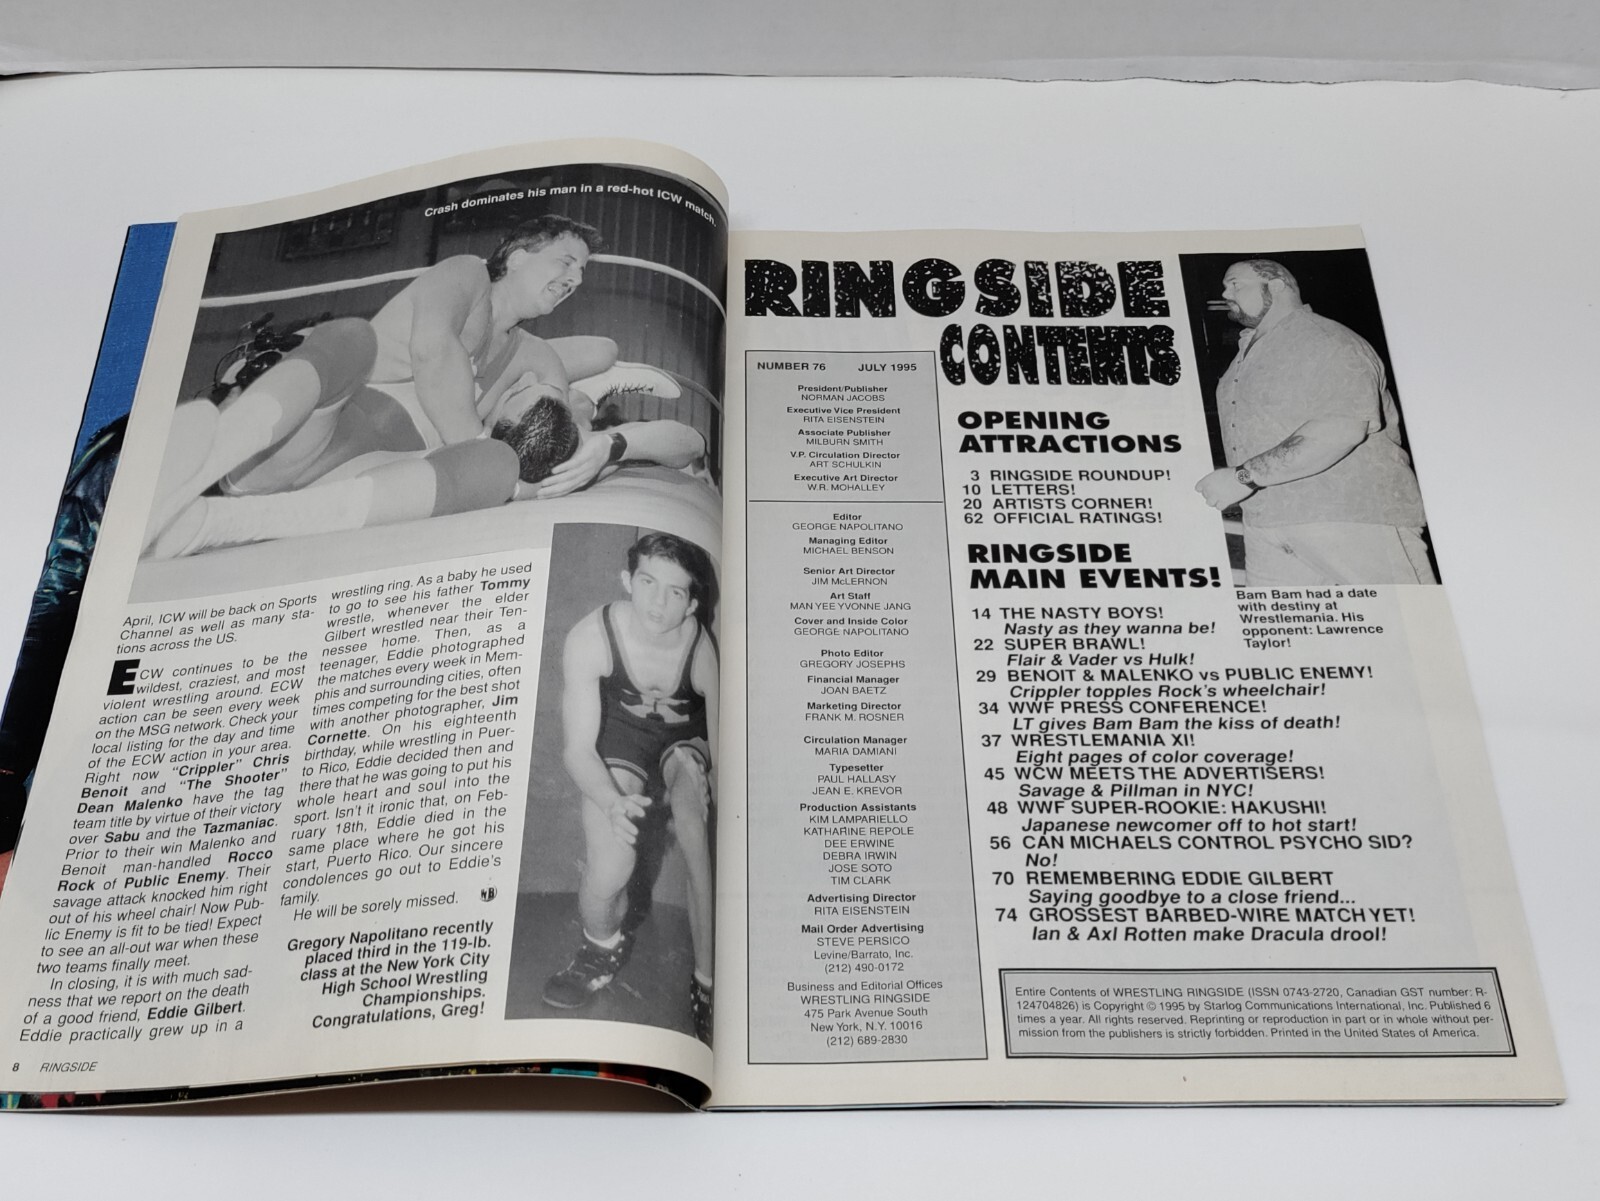 Crash dominates his man in a red-hot ICW match.
April, ICW will be back on Sports
Channel as well as many sta-
tions across the US.
ECW continues to be the
wildest, craziest, and most
violent wrestling around. ECW
action can be seen every week
on the MSG network. Check your
local listing for the day and time
of the ECW action in your area.
Right now "Crippler" Chris
Benoit and "The Shooter"
Dean Malenko have the tag
team title by virtue of their victory
over Sabu and the Tazmaniac.
Prior to their win Malenko and
Benoit man-handled Rocco
Rock of Public Enemy. Their
savage attack knocked him right
out of his wheel chair! Now Pub-
lic Enemy is fit to be tied! Expect
to see an all-out war when these
two teams finally meet.
In closing, it is with much sad-
ness that we report on the death
of a good friend, Eddie Gilbert.
Eddie practically grew up in a
wrestling ring. As a baby he used
to go to see his father Tommy
wrestle, whenever the elder
Gilbert wrestled near their Ten-
nessee home. Then, as a
teenager, Eddie photographed
the matches every week in Mem-
phis and surrounding cities, often
times competing for the best shot
with another photographer, Jim
Cornette. On his eighteenth
birthday, while wrestling in Puer-
to Rico, Eddie decided then and
there that he was going to put his
whole heart and soul into the
sport. Isn't it ironic that, on Feb-
ruary 18th, Eddie died in the
same place where he got his
start, Puerto Rico. Our sincere
condolences go out to Eddie's
family.
He will be sorely missed.
Gregory Napolitano recently
placed third in the 119-lb.
class at the New York City
High School Wrestling
Championships.
Congratulations, Greg!
8 RINGSIDE
RINGSIDE
CONTENTS
NUMBER 76 JULY 1995
President/Publisher
NORMAN JACOBS
Executive Vice President
RITA EISENSTEIN
Associate Publisher
MILBURN SMITH
V.P. Circulation Director
ART SCHULKIN
Executive Art Director
W.R. MOHALLEY
Editor
GEORGE NAPOLITANO
Managing Editor
MICHAEL BENSON
Senior Art Director
JIM McLERNON
Art Staff
MAN YEE YVONNE JANG
Cover and Inside Color
GEORGE NAPOLITANO
Photo Editor
GREGORY JOSEPHS
Financial Manager
JOAN BAETZ
Marketing Director
FRANK M. ROSNER
Circulation Manager
MARIA DAMIANI
Typesetter
PAUL HALLASY
JEAN E. KREVOR
Production Assistants
KIM LAMPARIELLO
KATHARINE REPOLE
DEE ERWINE
DEBRA IRWIN
JOSE SOTO
TIM CLARK
Advertising Director
RITA EISENSTEIN
Mail Order Advertising
STEVE PERSICO
Levine/Barrato, Inc.
(212) 490-0172
Business and Editorial Offices
WRESTLING RINGSIDE
475 Park Avenue South
New York, N.Y. 10016
(212) 689-2830
OPENING
ATTRACTIONS
3 RINGSIDE ROUNDUP!
10 LETTERS!
20 ARTISTS CORNER!
62 OFFICIAL RATINGS!
RINGSIDE
MAIN EVENTS!
14 THE NASTY BOYS!
Nasty as they wanna be!
22 SUPER BRAWL!
Flair & Vader vs Hulk!
29 BENOIT & MALENKO vs PUBLIC ENEMY!
Crippler topples Rock's wheelchair!
34 WWF PRESS CONFERENCE!
LT gives Bam Bam the kiss of death!
37 WRESTLEMANIA XI!
Eight pages of color coverage!
45 WCW MEETS THE ADVERTISERS!
Savage & Pillman in NYC!
48 WWF SUPER-ROOKIE: HAKUSHI!
Japanese newcomer off to hot start!
56 CAN MICHAELS CONTROL PSYCHO SID?
No!
70 REMEMBERING EDDIE GILBERT
Saying goodbye to a close friend...
74 GROSSEST BARBED-WIRE MATCH YET!
Ian & Axl Rotten make Dracula drool!
Bam Bam had a date
with destiny at
Wrestlemania. His
opponent: Lawrence
Taylor!
Entire Contents of WRESTLING RINGSIDE (ISSN 0743-2720, Canadian GST number: R-
124704826) is Copyright © 1995 by Starlog Communications International, Inc. Published 6
times a year. All rights reserved. Reprinting or reproduction in part or in whole without per-
mission from the publishers is strictly forbidden. Printed in the United States of America.